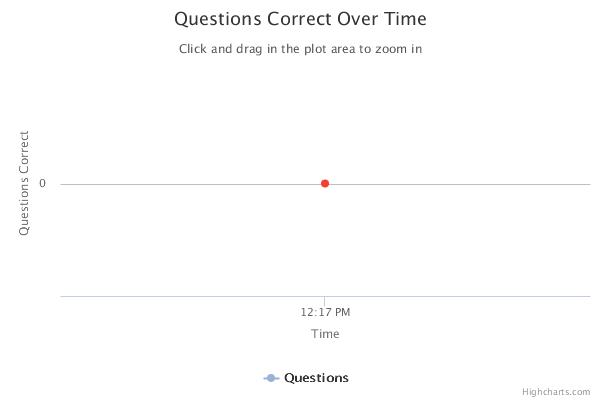 Questions Correct Over Time
Click and drag in the plot area to zoom in
Questions Correct
0
12:17 PM
Time
Questions
Highcharts.com